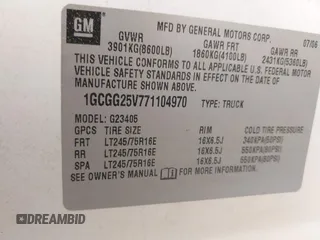 GM
MFD BY GENERAL MOTORS CORP. 07/06
GVWR GAWR FRT GAWR RR
3901KG(8600LB) 1860KG(4100LB) 2431KG(5360LB)
THIS VEHICLE CONFORMS TO ALL APPLICABLE U.S. FEDERAL
MOTOR VEHICLE SAFETY STANDARDS IN EFFECT ON THE DATE OF
MANUFACTURE SHOWN ABOVE.
1GCGG25V771104970 TYPE: TRUCK
MODEL: G23405
GPCS TIRE SIZE RIM COLD TIRE PRESSURE
FRT LT245/75R16E 16X6.5J 340KPA(50PSI)
RR LT245/75R16E 16X6.5J 550KPA(80PSI)
SPA LT245/75R16E 16X6.5J 550KPA(80PSI)
SEE OWNER'S MANUAL FOR ADDITIONAL INFORMATION.
DREAMBID